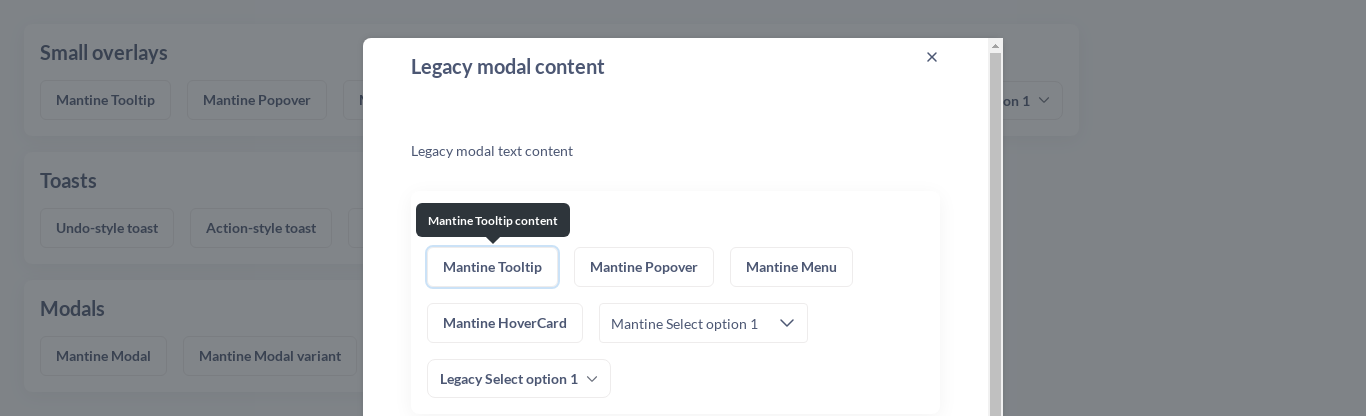 Small overlays
Mantine Tooltip
Mantine Popover
on 1
Toasts
Undo-style toast
Action-style toast
Modals
Mantine Modal
Mantine Modal variant
Legacy modal content
Legacy modal text content
Mantine Tooltip content
Mantine Tooltip
Mantine Popover
Mantine Menu
Mantine HoverCard
Mantine Select option 1
Legacy Select option 1